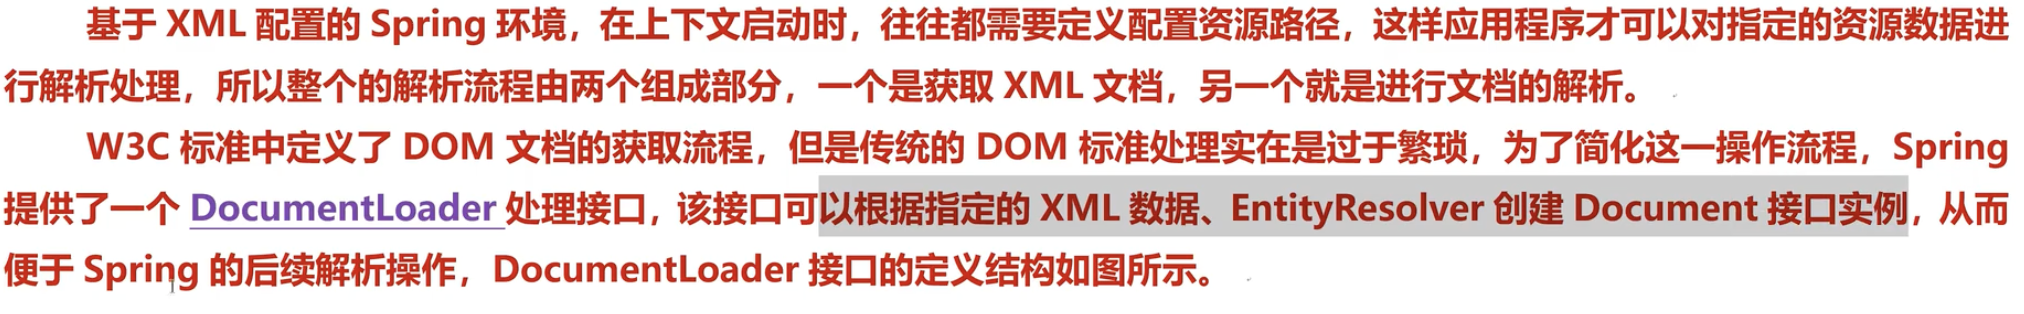 基于 XML 配置的 Spring 环境，在上下文启动时，往往都需要定义配置资源路径，这样应用程序才可以对指定的资源数据进
行解析处理，所以整个的解析流程由两个组成部分，一个是获取 XML 文档，另一个就是进行文档的解析。
W3C 标准中定义了 DOM 文档的获取流程，但是传统的 DOM 标准处理实在是过于繁琐，为了简化这一操作流程，Spring
提供了一个 DocumentLoader 处理接口，该接口可以根据指定的 XML 数据、EntityResolver 创建 Document 接口实例，从而
便于 Spring 的后续解析操作，DocumentLoader 接口的定义结构如图所示。